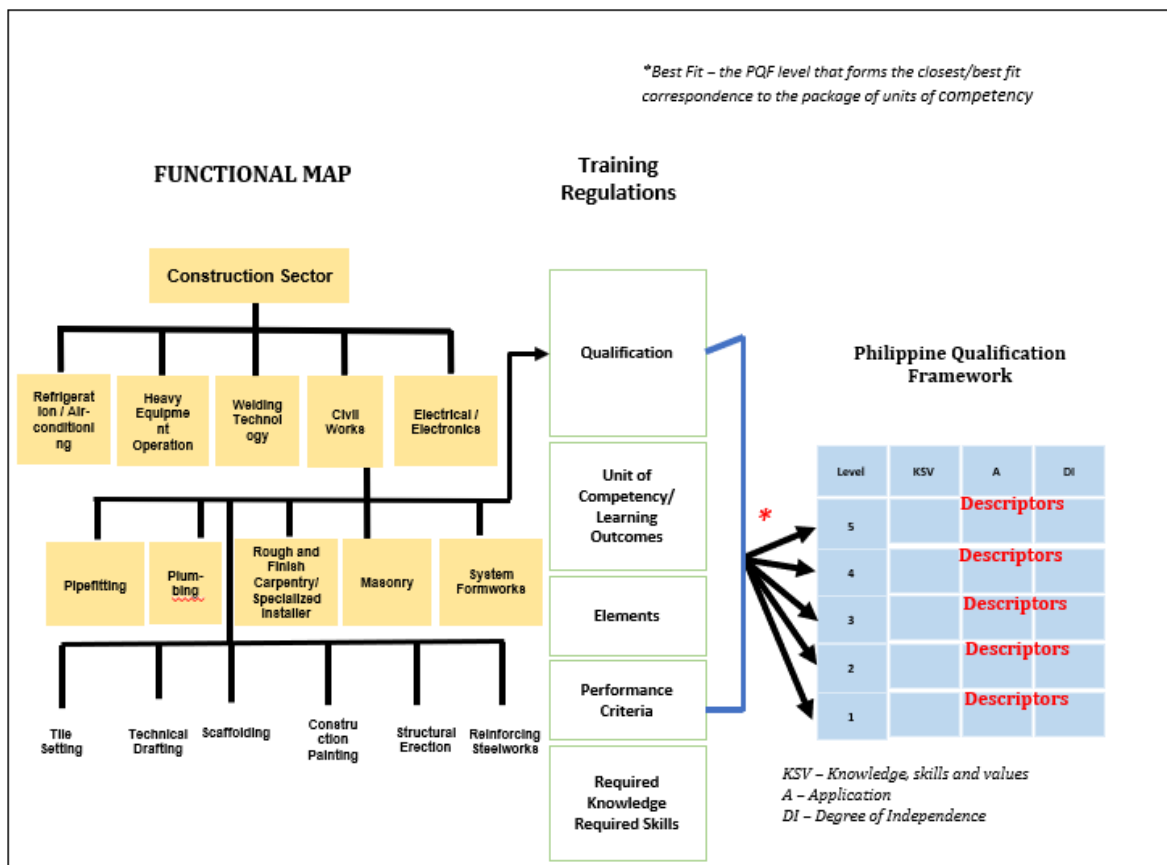 *Best Fit – the PQF level that forms the closest/best fit
correspondence to the package of units of competency
FUNCTIONAL MAP
Training
Regulations
Construction Sector
Refrigerat
ion / Air-
conditioni
ng
Heavy
Equipme
nt
Operation
Welding
Technol
ogy
Civil
Works
Electrical /
Electronics
Pipefitting
Plum-
bing
Rough and
Finish
Carpentry/
Specialized
Installer
Masonry
System
Formworks
Tile
Setting
Technical
Drafting
Scaffolding
Constru
ction
Painting
Structural
Erection
Reinforcing
Steelworks
Qualification
Unit of
Competency/
Learning
Outcomes
Elements
Performance
Criteria
Required
Knowledge
Required Skills
Philippine Qualification
Framework
*
Level KSV A DI
Descriptors
5
Descriptors
4
Descriptors
3
Descriptors
2
Descriptors
1
KSV – Knowledge, skills and values
A – Application
DI – Degree of Independence